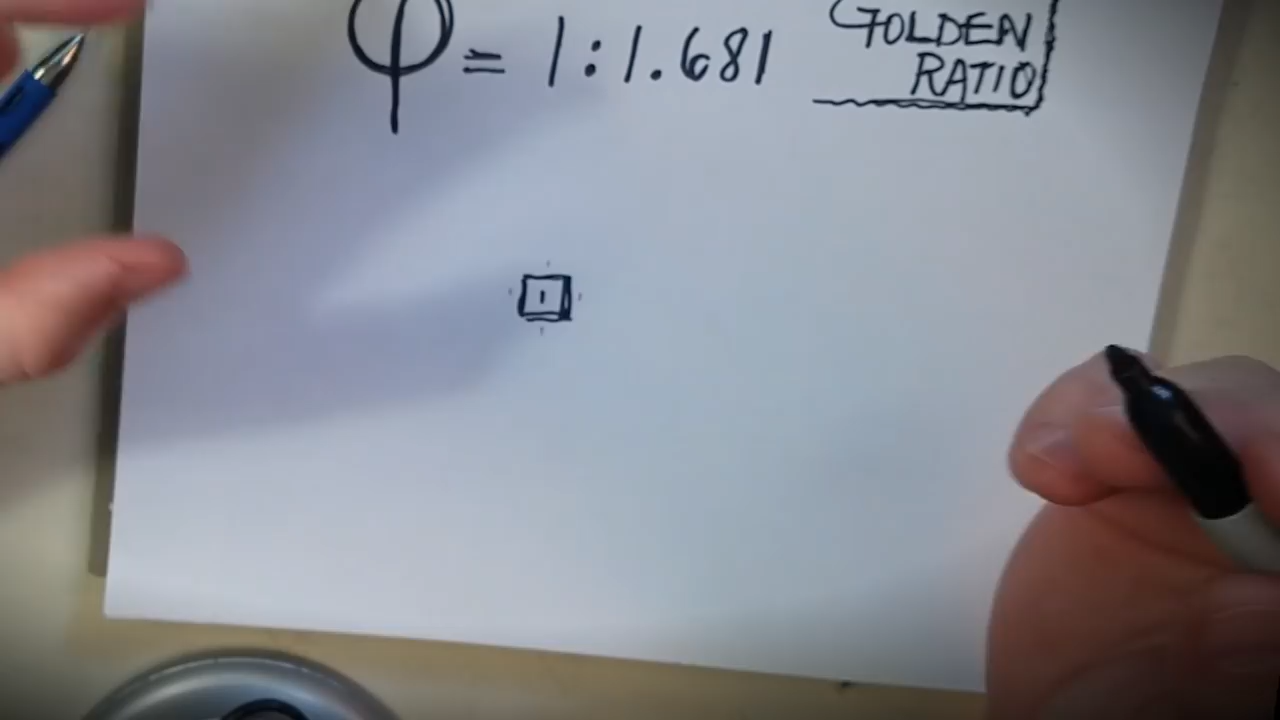 φ = 1:1.681
GOLDEN
RATIO
1